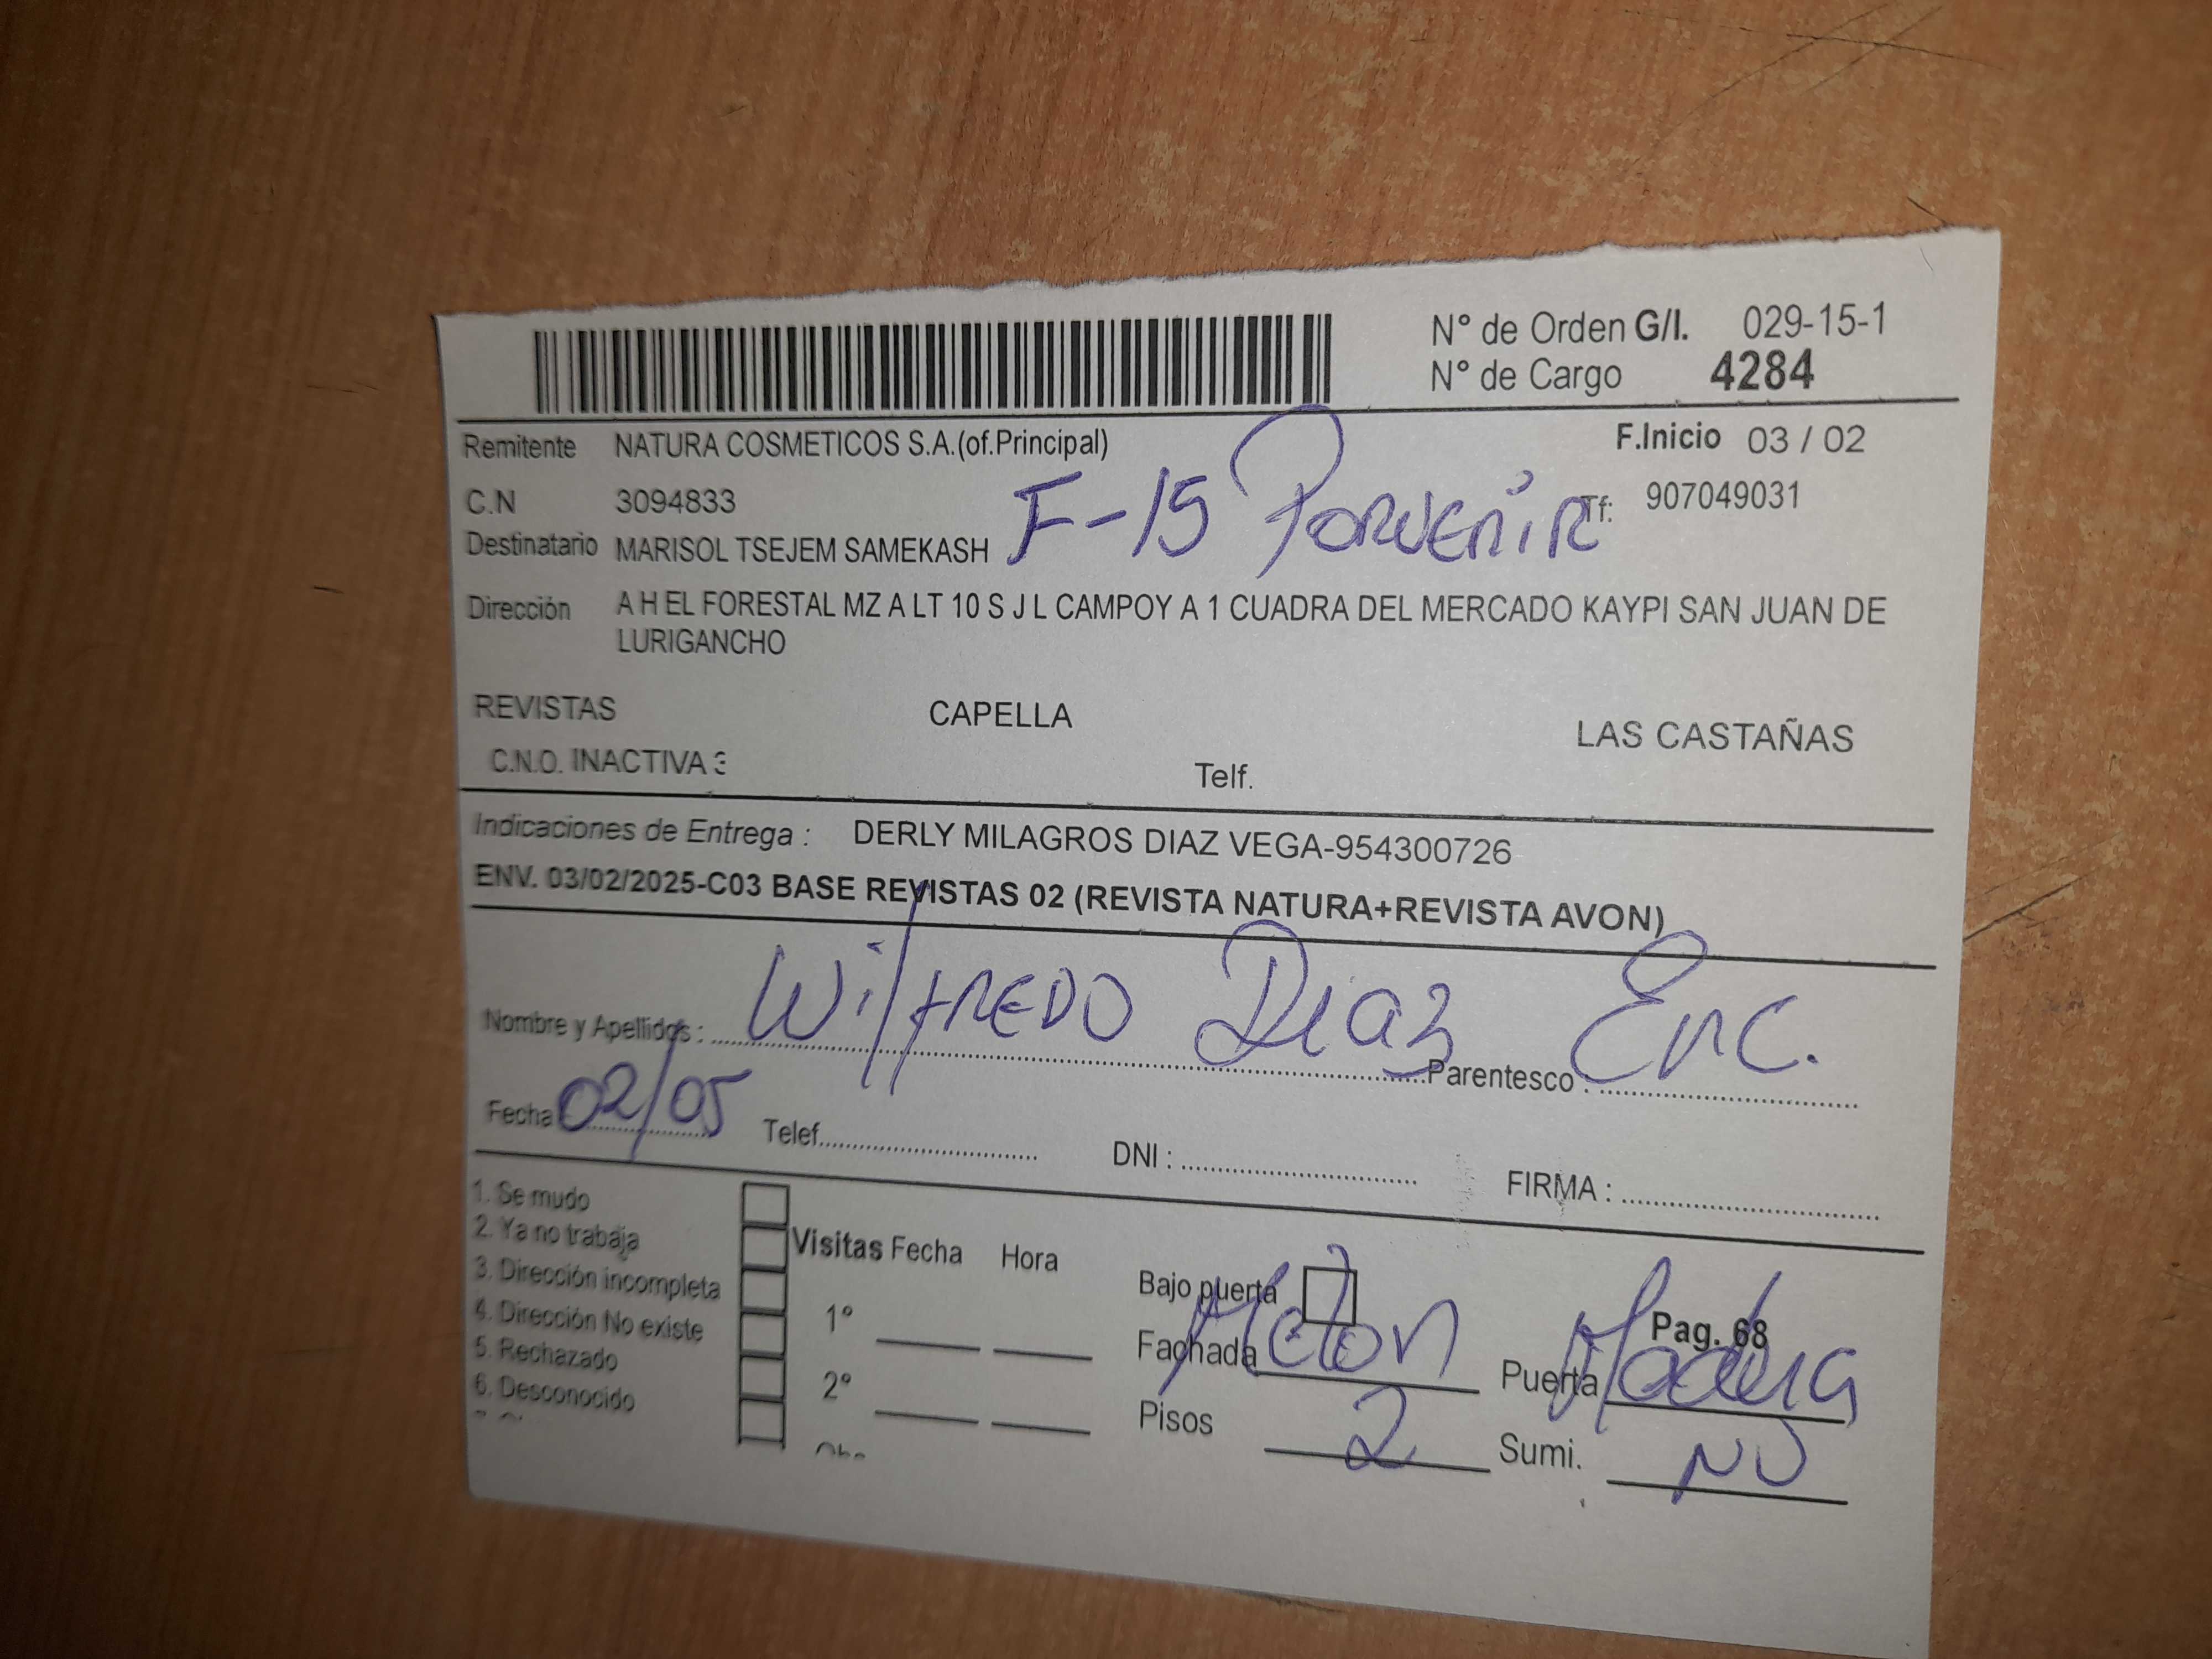 N° de Orden G/I. 029-15-1
N° de Cargo 4284
Remitente NATURA COSMETICOS S.A.(of.Principal) F.Inicio 03 / 02
C.N 3094833 Tf: 907049031
F-15 PORVENIR
Destinatario MARISOL TSEJEM SAMEKASH
Dirección A H EL FORESTAL MZ A LT 10 S J L CAMPOY A 1 CUADRA DEL MERCADO KAYPI SAN JUAN DE
LURIGANCHO
REVISTAS CAPELLA LAS CASTAÑAS
C.N.O. INACTIVA 3 Telf.
Indicaciones de Entrega : DERLY MILAGROS DIAZ VEGA-954300726
ENV. 03/02/2025-C03 BASE REVISTAS 02 (REVISTA NATURA+REVISTA AVON)
Nombre y Apellidos : Wilfredo Diaz Parentesco : Enc.
Fecha 02/05 Telef. DNI : FIRMA :
1. Se mudo
2. Ya no trabaja
3. Dirección incompleta
4. Dirección No existe
5. Rechazado
6. Desconocido
Visitas Fecha Hora
1°
2°
Bajo puerta Pag. 68
Fachada Puerta Madera
Pisos 2 Sumi. NO